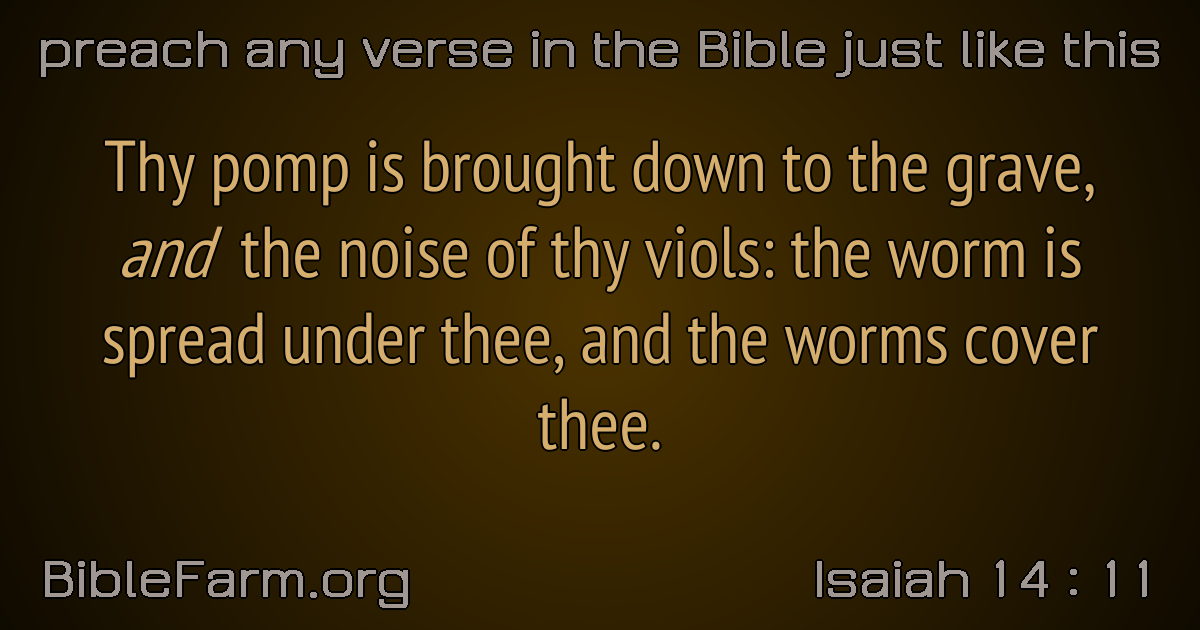 preach any verse in the Bible just like this
Thy pomp is brought down to the grave,
and the noise of thy viols: the worm is
spread under thee, and the worms cover
thee.
BibleFarm.org
Isaiah 14 : 11